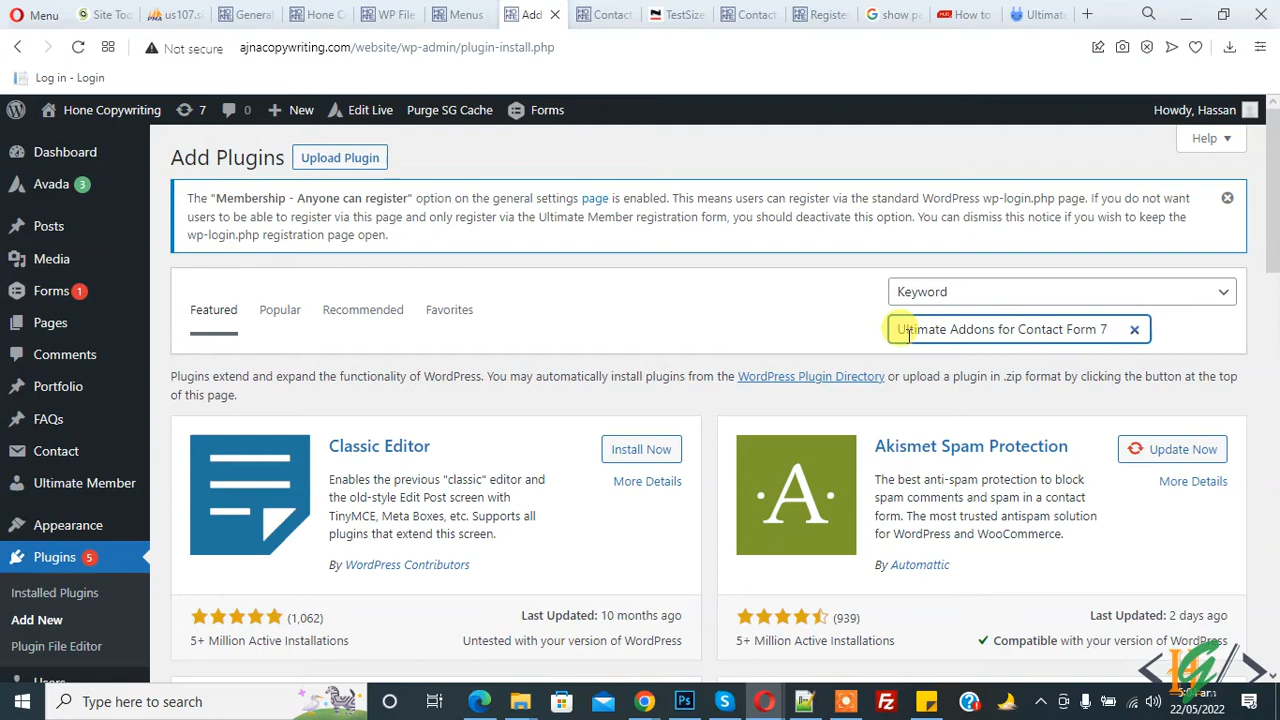 Menu
Site Too
us107.s
General
Hone C
WP File
Menus
Add
Contact
TestSize
Contact
Register
show p
How to
Ultimat
Not secure
ajnacopywriting.com/website/wp-admin/plugin-install.php
Log in - Login
Hone Copywriting
7
0
New
Edit Live
Purge SG Cache
Forms
Howdy, Hassan
Dashboard
Avada 3
Posts
Media
Forms 1
Pages
Comments
Portfolio
FAQs
Contact
Ultimate Member
Appearance
Plugins 5
Installed Plugins
Add New
Plugin File Editor
Users
Help
Add Plugins
Upload Plugin
The "Membership - Anyone can register" option on the general settings page is enabled. This means users can register via the standard WordPress wp-login.php page. If you do not want
users to be able to register via this page and only register via the Ultimate Member registration form, you should deactivate this option. You can dismiss this notice if you wish to keep the
wp-login.php registration page open.
Featured
Popular
Recommended
Favorites
Keyword
Ultimate Addons for Contact Form 7
Plugins extend and expand the functionality of WordPress. You may automatically install plugins from the WordPress Plugin Directory or upload a plugin in .zip format by clicking the button at the top
of this page.
Classic Editor
Install Now
More Details
Enables the previous "classic" editor and
the old-style Edit Post screen with
TinyMCE, Meta Boxes, etc. Supports all
plugins that extend this screen.
By WordPress Contributors
(1,062)
Last Updated: 10 months ago
5+ Million Active Installations
Untested with your version of WordPress
A
Akismet Spam Protection
Update Now
More Details
The best anti-spam protection to block
spam comments and spam in a contact
form. The most trusted antispam solution
for WordPress and WooCommerce.
By Automattic
(939)
Last Updated: 2 days ago
5+ Million Active Installations
Compatible with your version of WordPress
Type here to search
22/05/2022